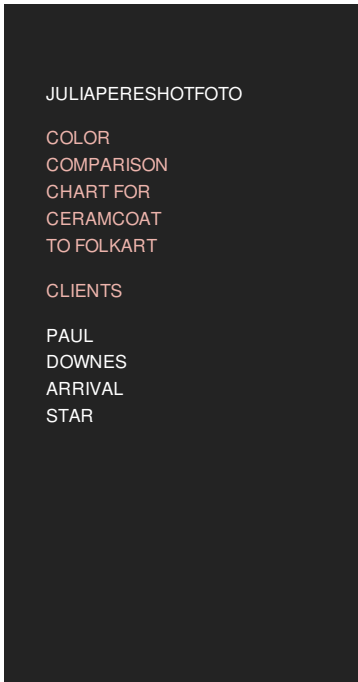 JULIAPERESHOTFOTO
COLOR
COMPARISON
CHART FOR
CERAMCOAT
TO FOLKART
CLIENTS
PAUL
DOWNES
ARRIVAL
STAR